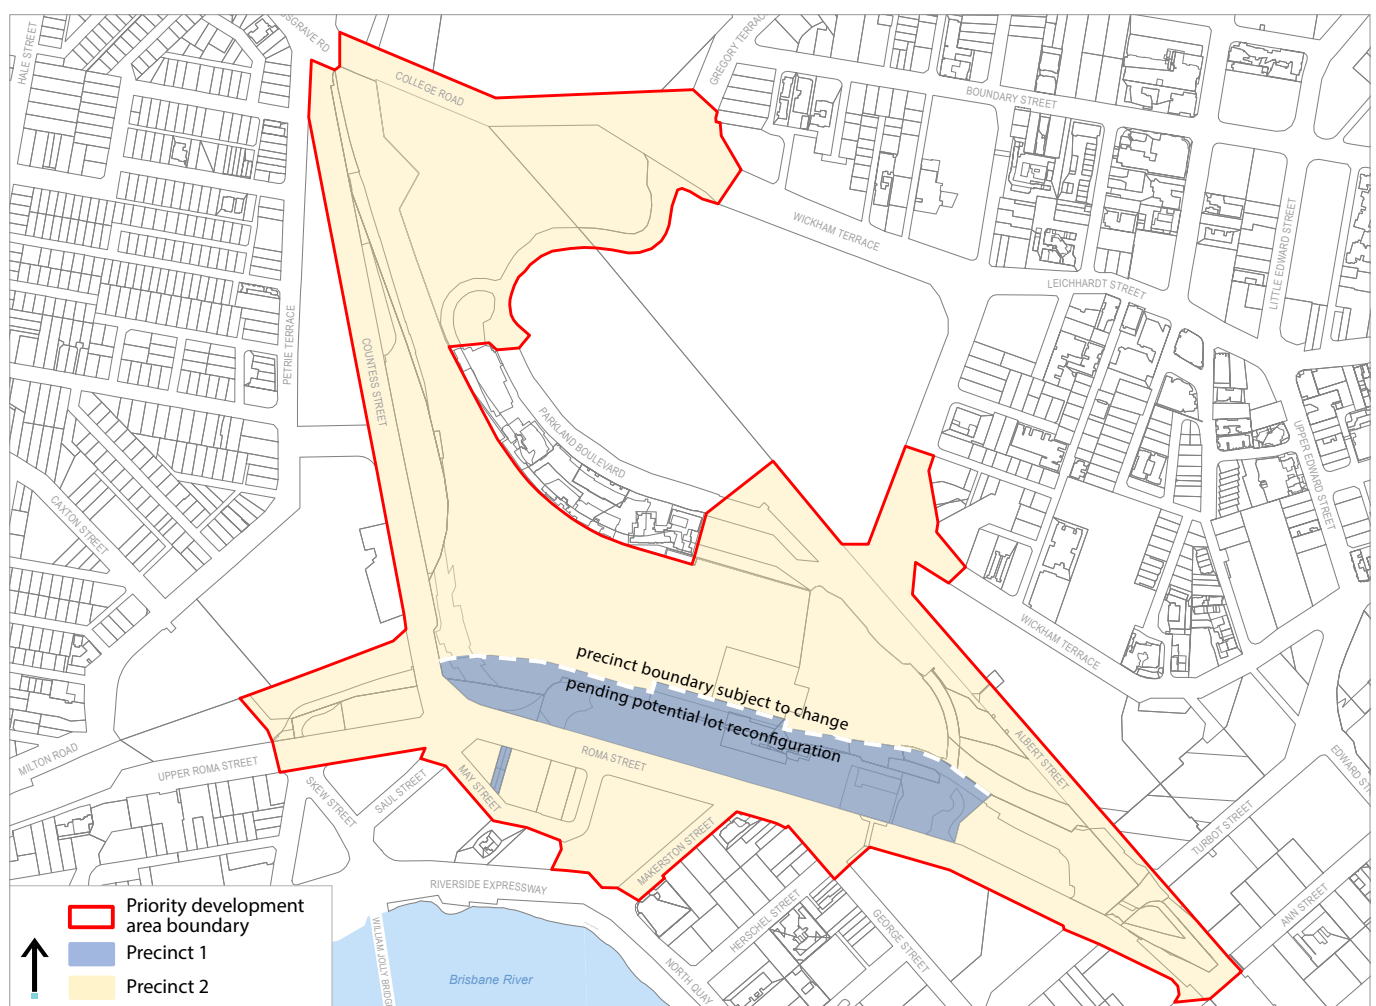 HALE STREET
SGRAVE RD
COLLEGE ROAD
GREGORY TERRAC
BOUNDARY STREET
WICKHAM TERRACE
LEICHHARDT STREET
LITTLE EDWARD STREET
PETRIE TERRACE
COUNTESS STREET
PARKLAND BOULEVARD
UPPER EDWARD STREET
CAXTON STREET
WICKHAM TERRACE
precinct boundary subject to change
pending potential lot reconfiguration
ROMA STREET
ALBERT STREET
EDWARD ST
MILTON ROAD
UPPER ROMA STREET
SKEW STREET
SAUL STREET
MAY STREET
MAKERSTON STREET
TURBOT STREET
RIVERSIDE EXPRESSWAY
HERSCHEL STREET
GEORGE STREET
ANN STREET
WILLIAM JOLLY BRIDG
NORTH QUAY
Brisbane River
Priority development
area boundary
Precinct 1
Precinct 2